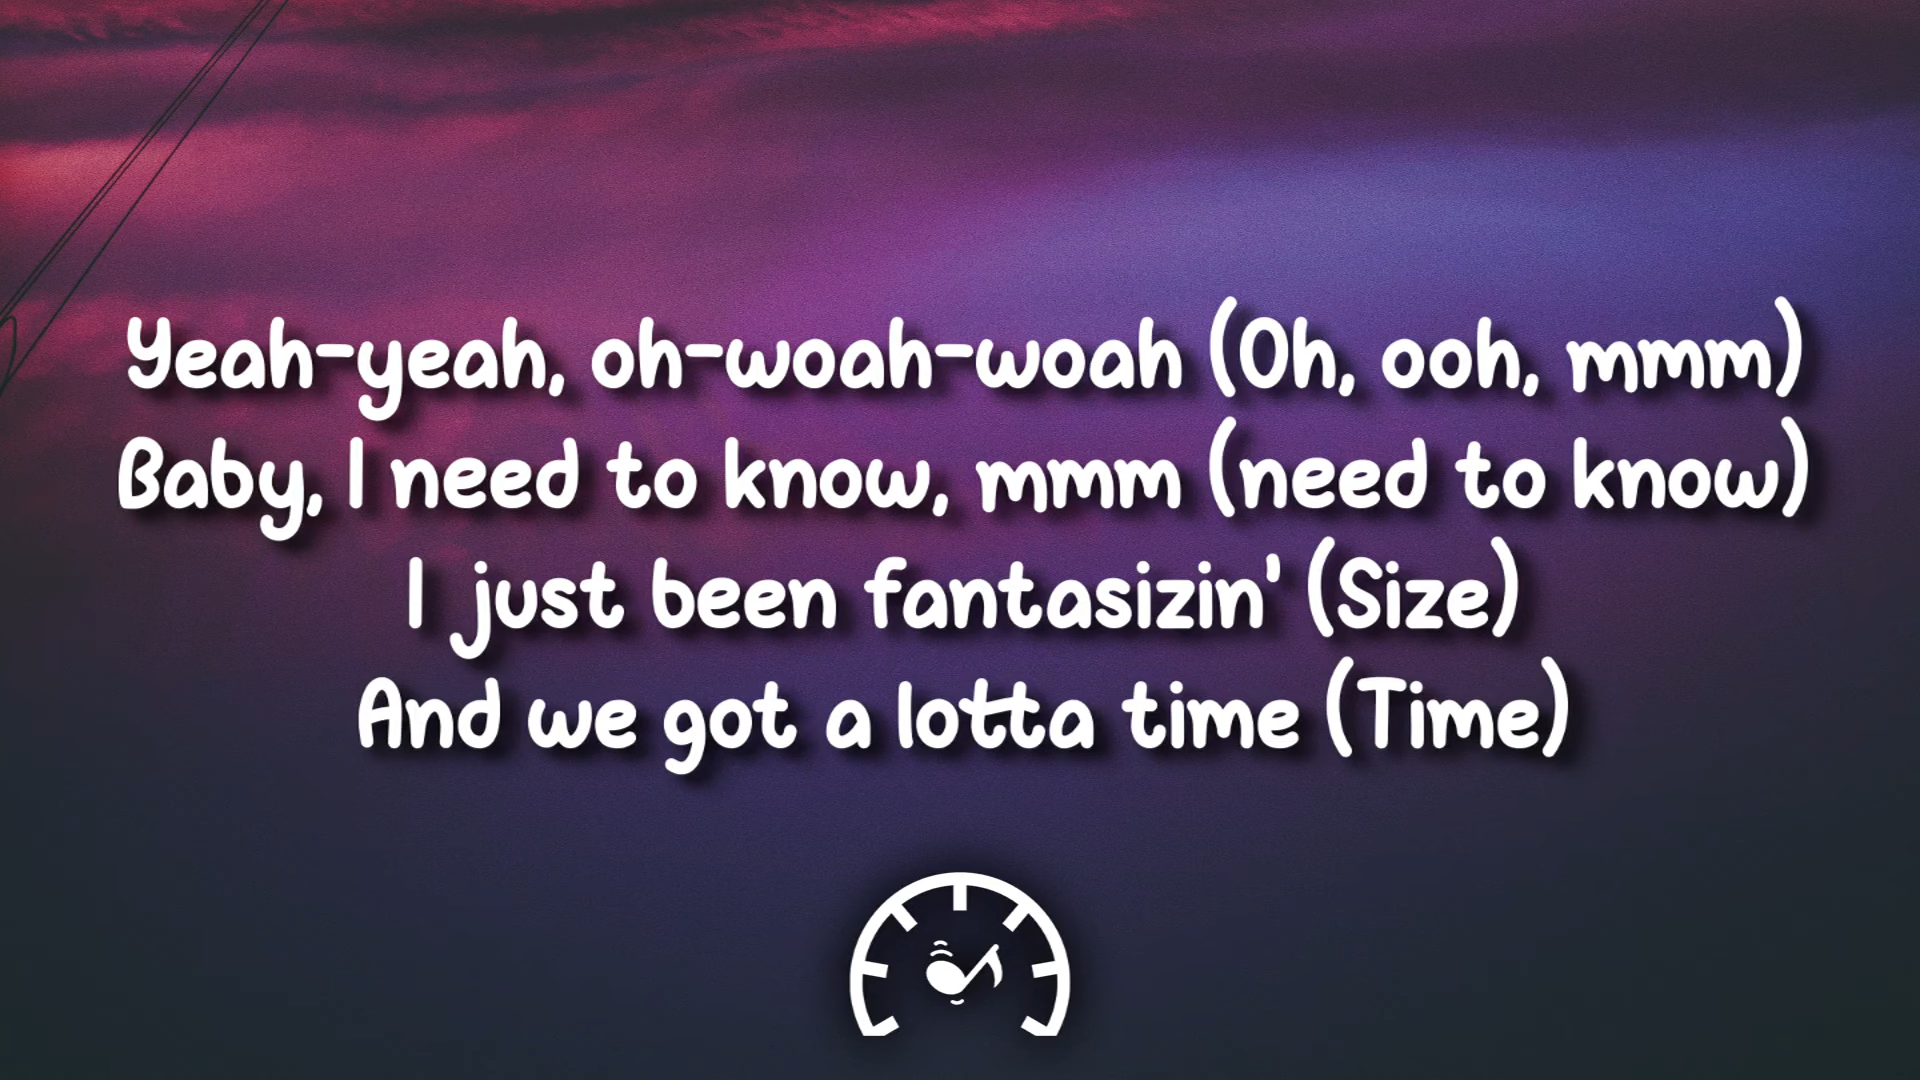 Yeah-yeah, oh-woah-woah (Oh, ooh, mmm)
Baby, I need to know, mmm (need to know)
I just been fantasizin' (Size)
And we got a lotta time (Time)